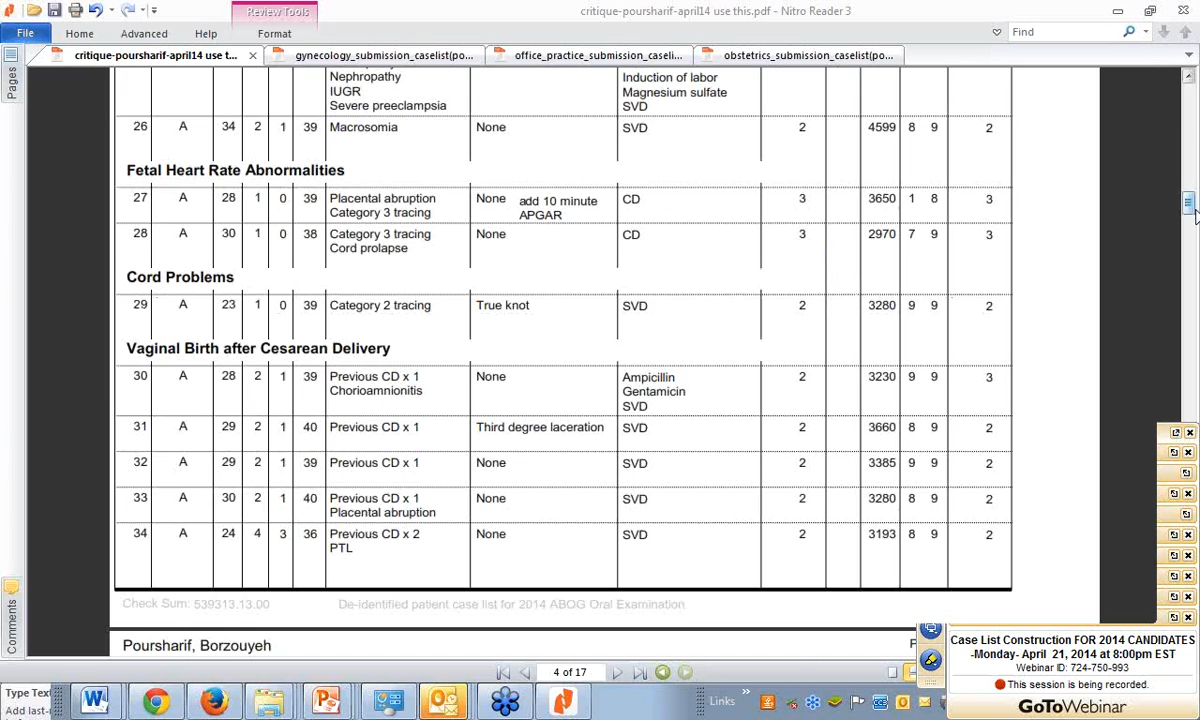 Review Tools
critique-poursharif-april14 use this.pdf - Nitro Reader 3
File Home Advanced Help Format Find
critique-poursharif-april14 use t... gynecology_submission_caselist(po... office_practice_submission_caseli... obstetrics_submission_caselist(po...
Pages
Nephropathy Induction of labor
IUGR Magnesium sulfate
Severe preeclampsia SVD
26 A 34 2 1 39 Macrosomia None SVD 2 4599 8 9 2
Fetal Heart Rate Abnormalities
27 A 28 1 0 39 Placental abruption None add 10 minute CD 3 3650 1 8 3
Category 3 tracing APGAR
28 A 30 1 0 38 Category 3 tracing None CD 3 2970 7 9 3
Cord prolapse
Cord Problems
29 A 23 1 0 39 Category 2 tracing True knot SVD 2 3280 9 9 2
Vaginal Birth after Cesarean Delivery
30 A 28 2 1 39 Previous CD x 1 None Ampicillin 2 3230 9 9 3
Chorioamnionitis Gentamicin
SVD
31 A 29 2 1 40 Previous CD x 1 Third degree laceration SVD 2 3660 8 9 2
32 A 29 2 1 39 Previous CD x 1 None SVD 2 3385 9 9 2
33 A 30 2 1 40 Previous CD x 1 None SVD 2 3280 8 9 2
Placental abruption
34 A 24 4 3 36 Previous CD x 2 None SVD 2 3193 8 9 2
PTL
Comments
Check Sum: 539313.13.00 De-identified patient case list for 2014 ABOG Oral Examination
Poursharif, Borzouyeh P
4 of 17
Case List Construction FOR 2014 CANDIDATES
-Monday- April 21, 2014 at 8:00pm EST
Webinar ID: 724-750-993
This session is being recorded.
GoToWebinar
Type Text
Add last-u
Links